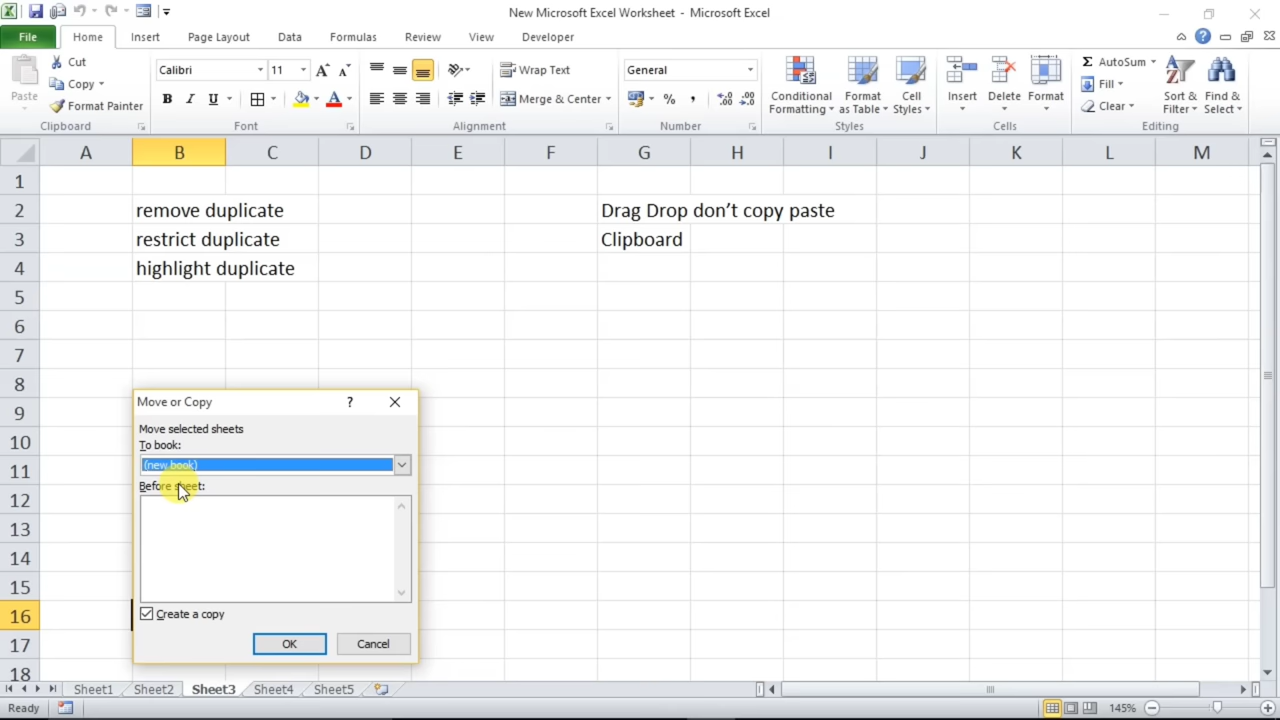 New Microsoft Excel Worksheet - Microsoft Excel
File Home Insert Page Layout Data Formulas Review View Developer
Paste Cut Copy Format Painter
Clipboard
Calibri 11
B I U A
Font
Wrap Text
Merge & Center
Alignment
General
% ,
Number
Conditional Formatting Format as Table Cell Styles
Styles
Insert Delete Format
Cells
Σ AutoSum
Fill
Clear
Sort & Filter Find & Select
Editing
A B C D E F G H I J K L M
1
2 remove duplicate Drag Drop don’t copy paste
3 restrict duplicate Clipboard
4 highlight duplicate
5
6
7
8
9
10
11
12
13
14
15
16
17
18
Move or Copy ?
Move selected sheets
To book:
(new book)
Before sheet:
Create a copy
OK Cancel
Sheet1 Sheet2 Sheet3 Sheet4 Sheet5
Ready 145%